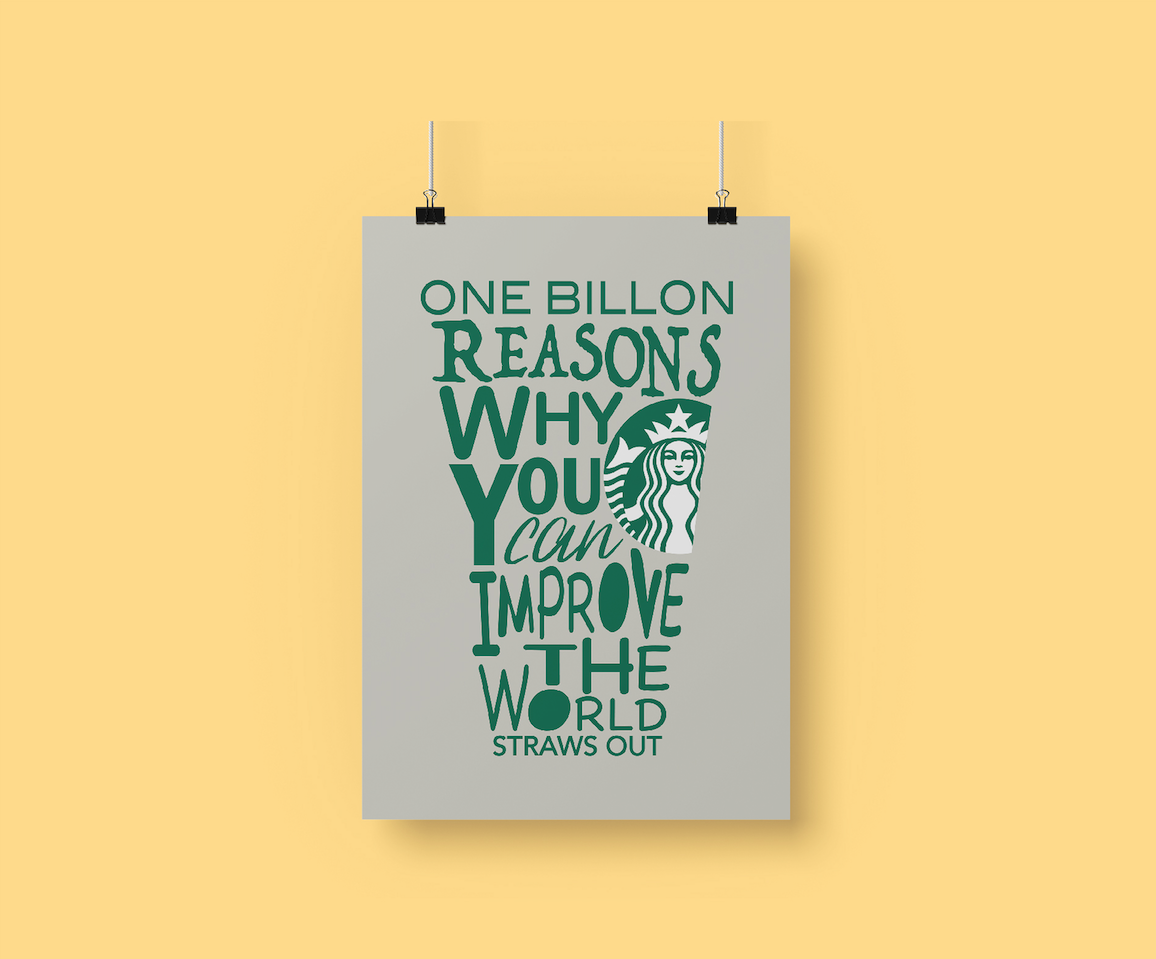 ONE BILLON
REASONS
WHY
YOU
can
IMPROVE
THE
WORLD
STRAWS OUT